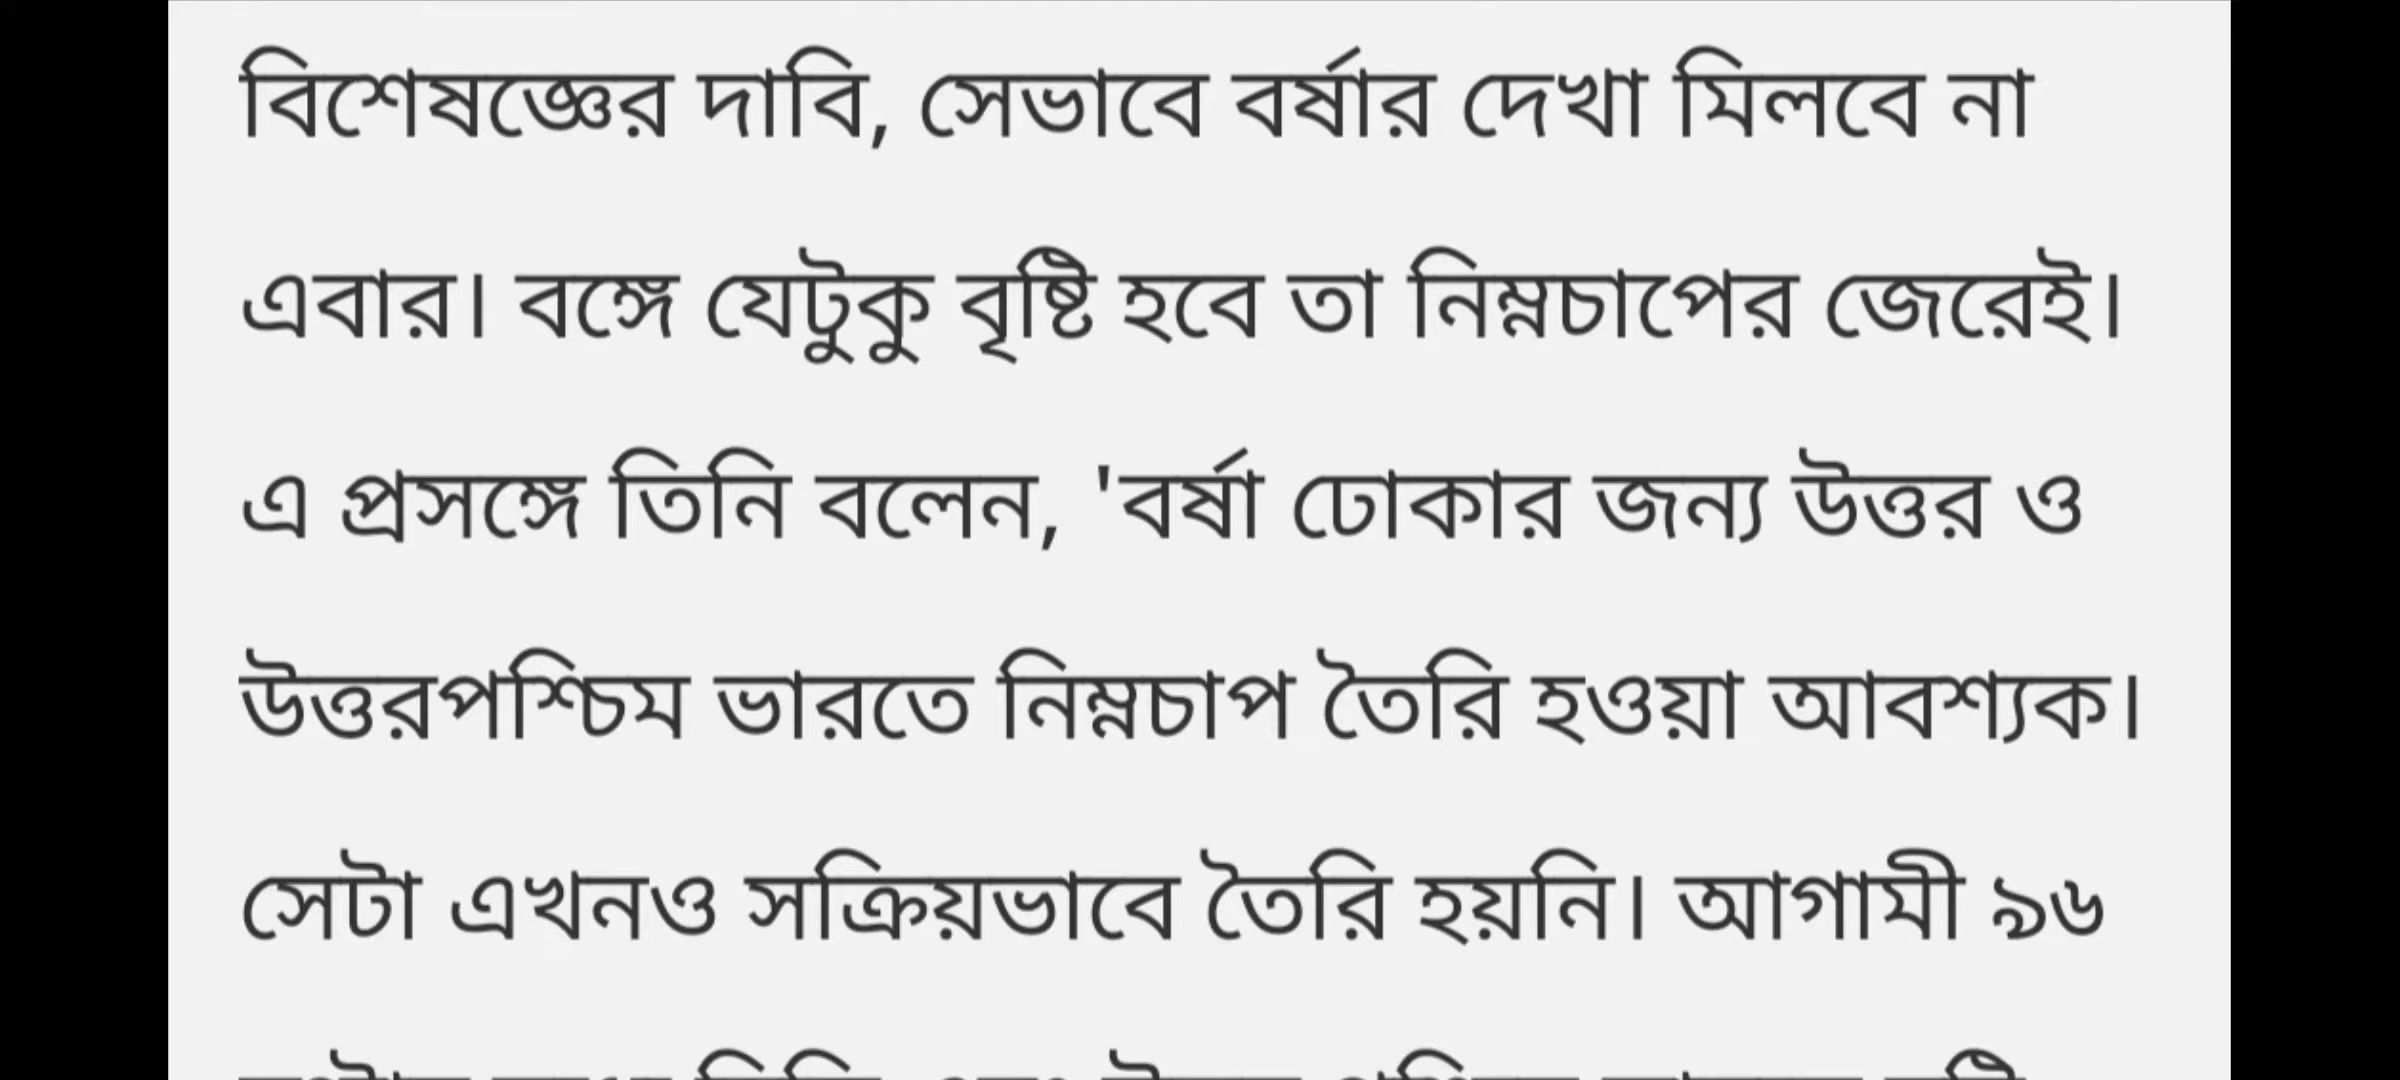 বিশেষজ্ঞের দাবি, সেভাবে বর্ষার দেখা মিলবে না
এবার। বঙ্গে যেটুকু বৃষ্টি হবে তা নিম্নচাপের জেরেই।
এ প্রসঙ্গে তিনি বলেন, 'বর্ষা ঢোকার জন্য উত্তর ও
উত্তরপশ্চিম ভারতে নিম্নচাপ তৈরি হওয়া আবশ্যক।
সেটা এখনও সক্রিয়ভাবে তৈরি হয়নি। আগামী ৯৬